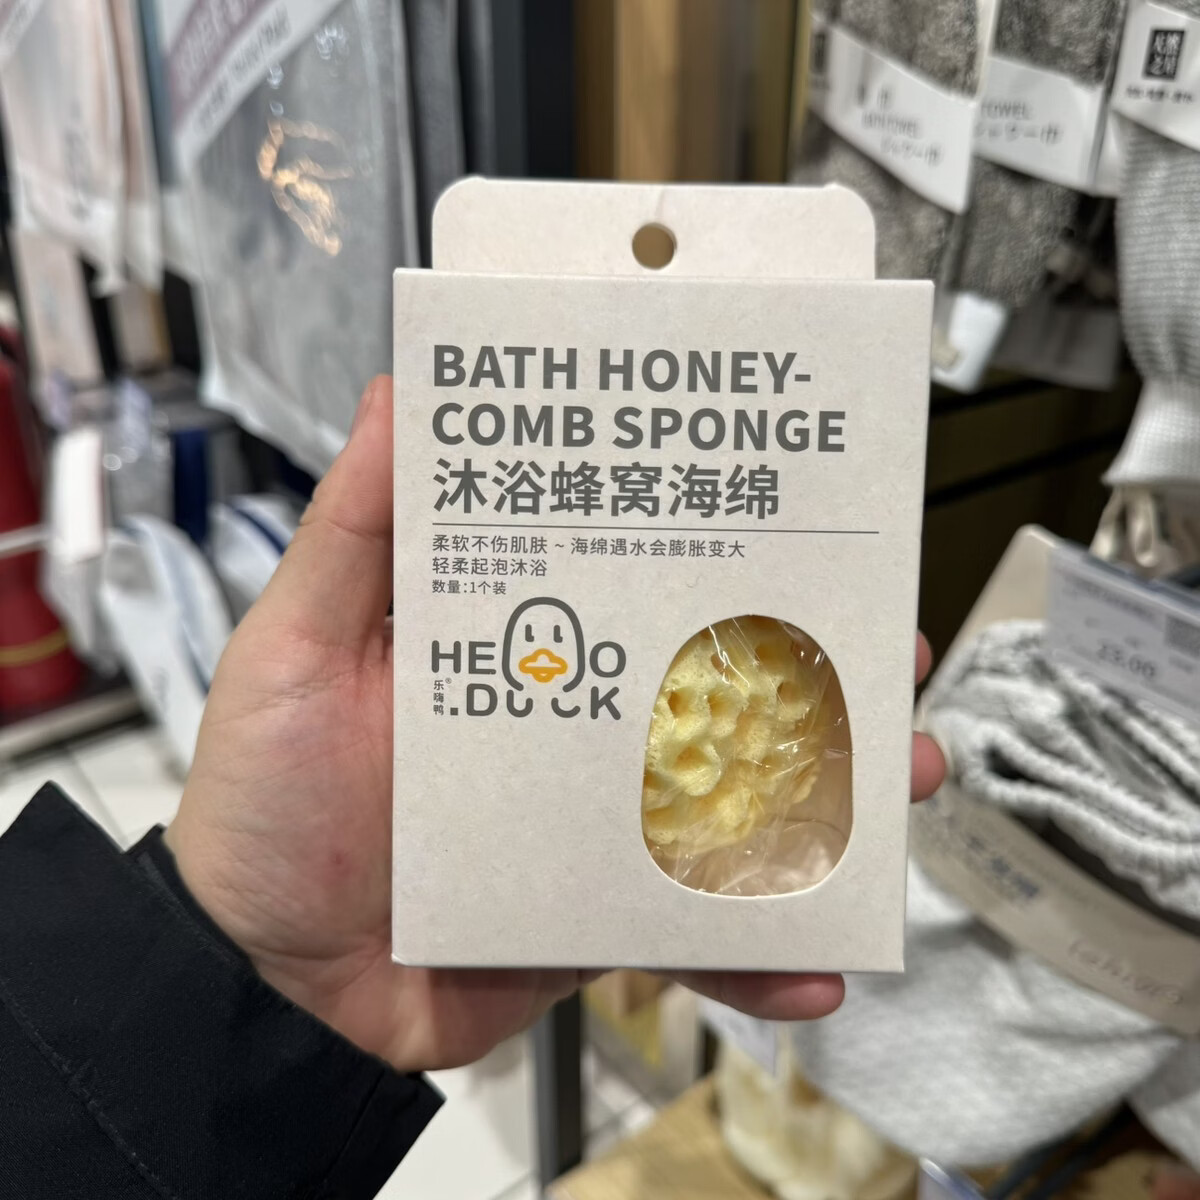 BATH HONEY-
COMB SPONGE
沐浴蜂窝海绵
柔软不伤肌肤 ~ 海绵遇水会膨胀变大
轻柔起泡沐浴
数量:1个装
HELLO
乐嗨鸭®
.DUCK
TOWEL